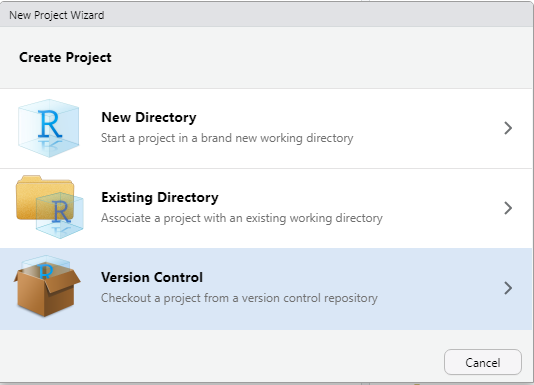 New Project Wizard
Create Project
R
New Directory
Start a project in a brand new working directory
R
Existing Directory
Associate a project with an existing working directory
R
Version Control
Checkout a project from a version control repository
Cancel